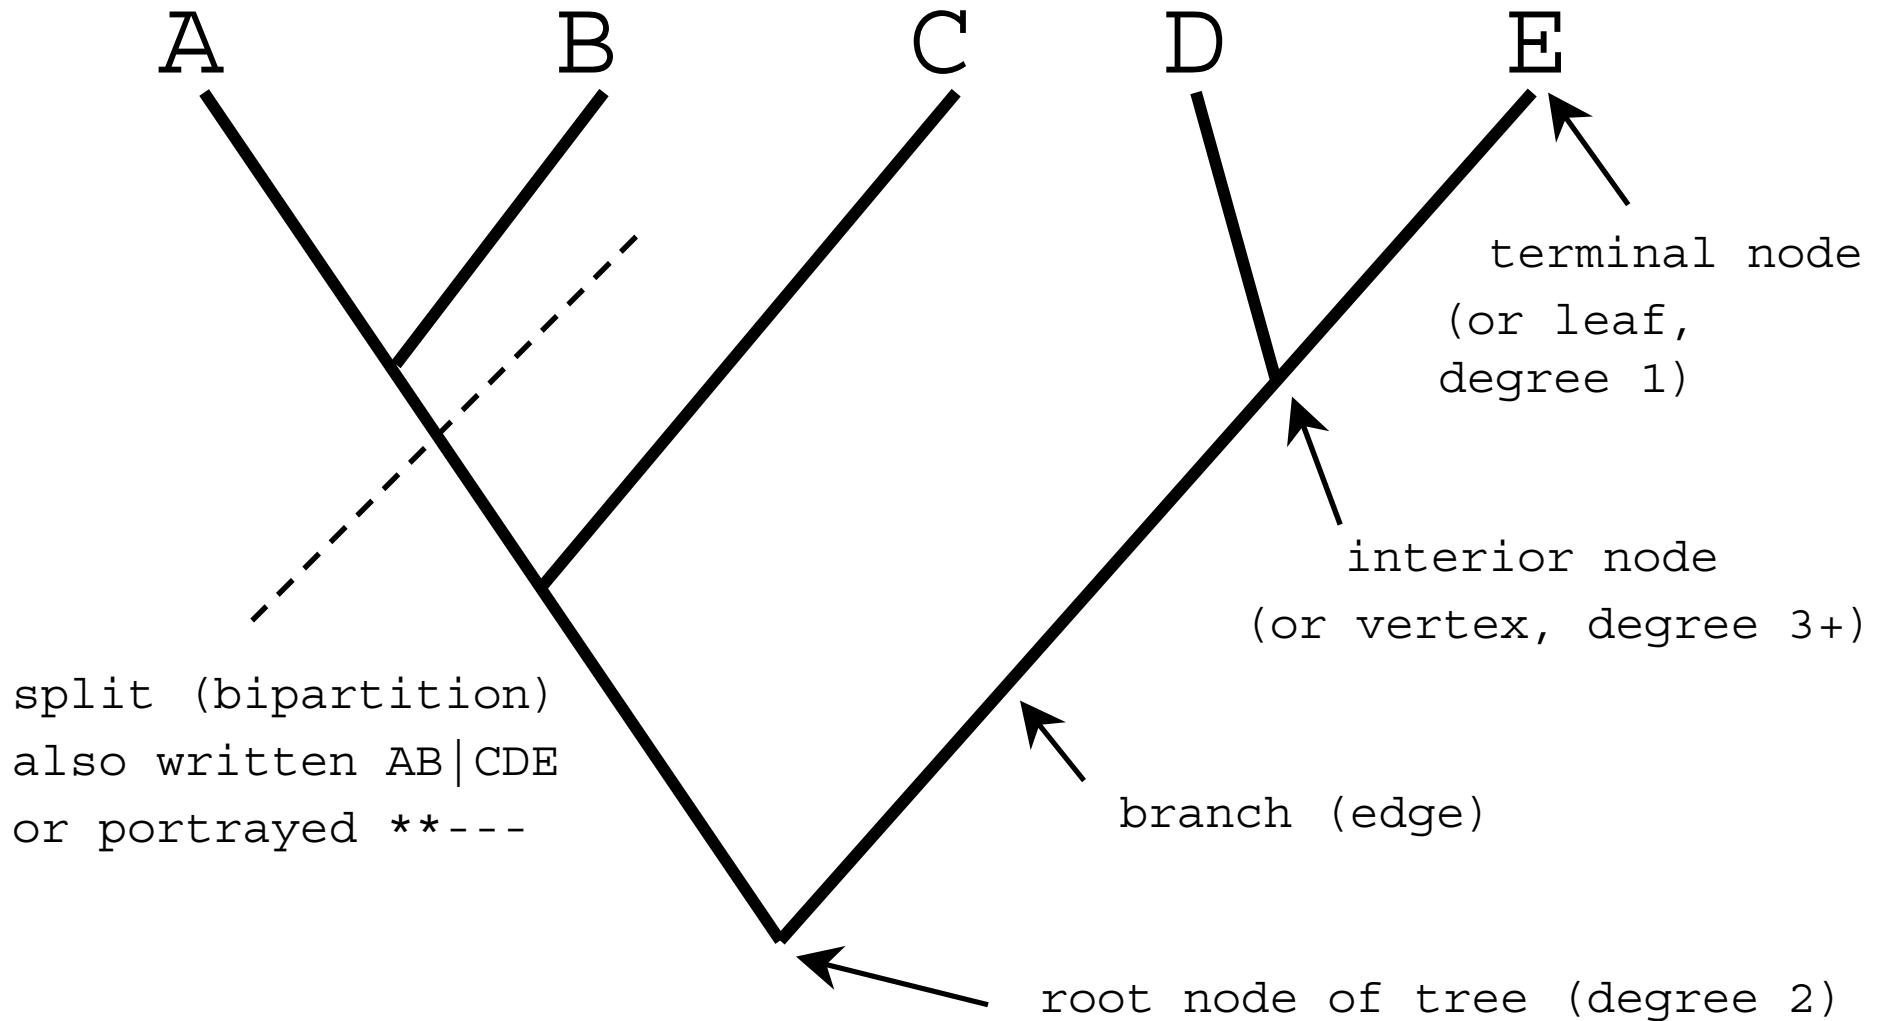 A B C D E
terminal node
(or leaf,
degree 1)
interior node
(or vertex, degree 3+)
split (bipartition)
also written AB|CDE
or portrayed **---
branch (edge)
root node of tree (degree 2)